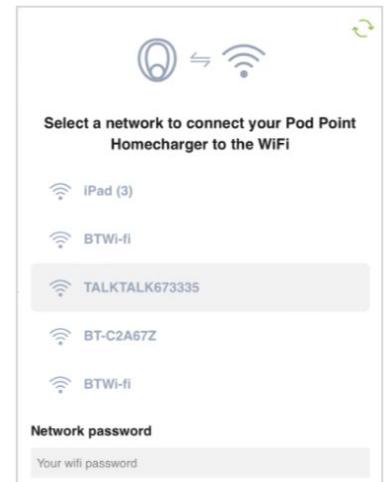 Select a network to connect your Pod Point
Homecharger to the WiFi
iPad (3)
BTWi-fi
TALKTALK673335
BT-C2A67Z
BTWi-fi
Network password
Your wifi password